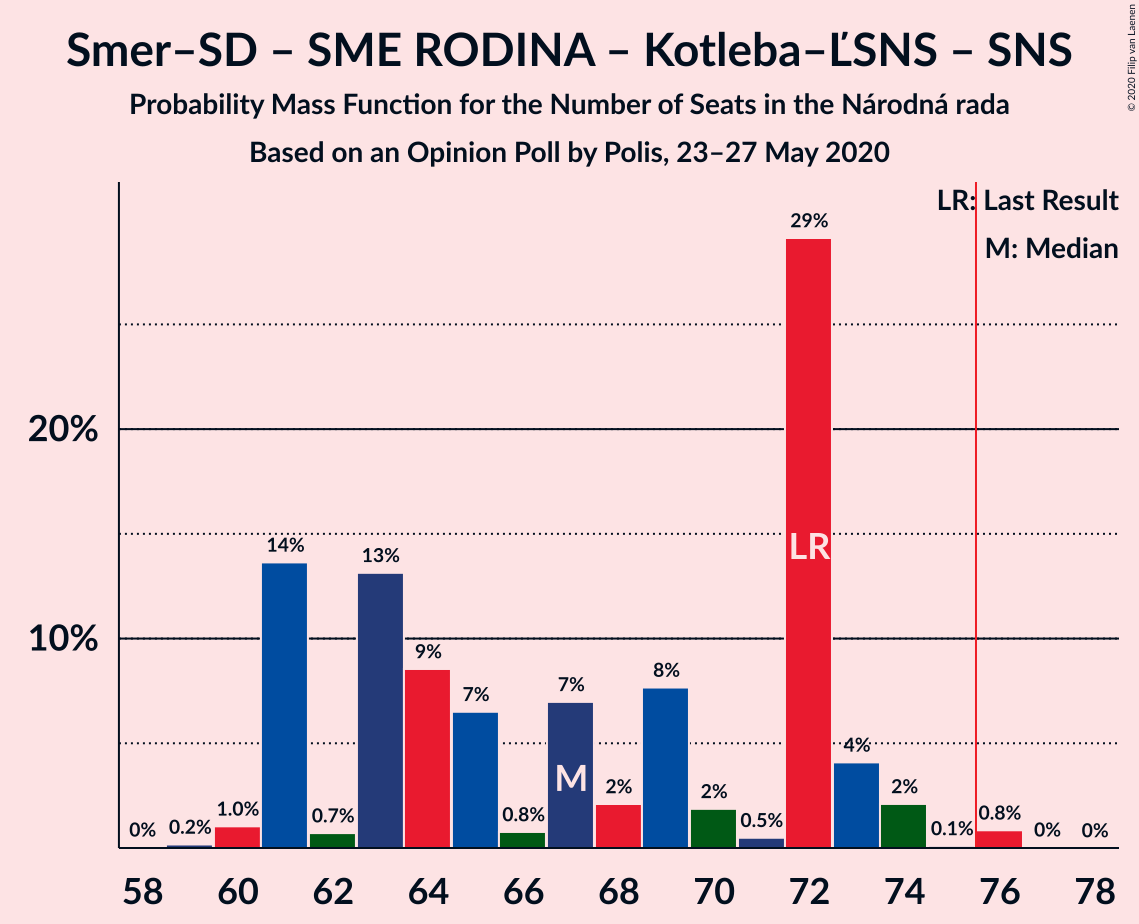 Smer–SD – SME RODINA – Kotleba–ĽSNS – SNS
Probability Mass Function for the Number of Seats in the Národná rada
Based on an Opinion Poll by Polis, 23–27 May 2020
© 2020 Filip van Laenen
LR: Last Result
M: Median
20%
10%
0% 0.2% 1.0% 14% 0.7% 13% 9% 7% 0.8% 7% 2% 8% 2% 0.5% 29% 4% 2% 0.1% 0.8% 0% 0%
LR
M
58 60 62 64 66 68 70 72 74 76 78